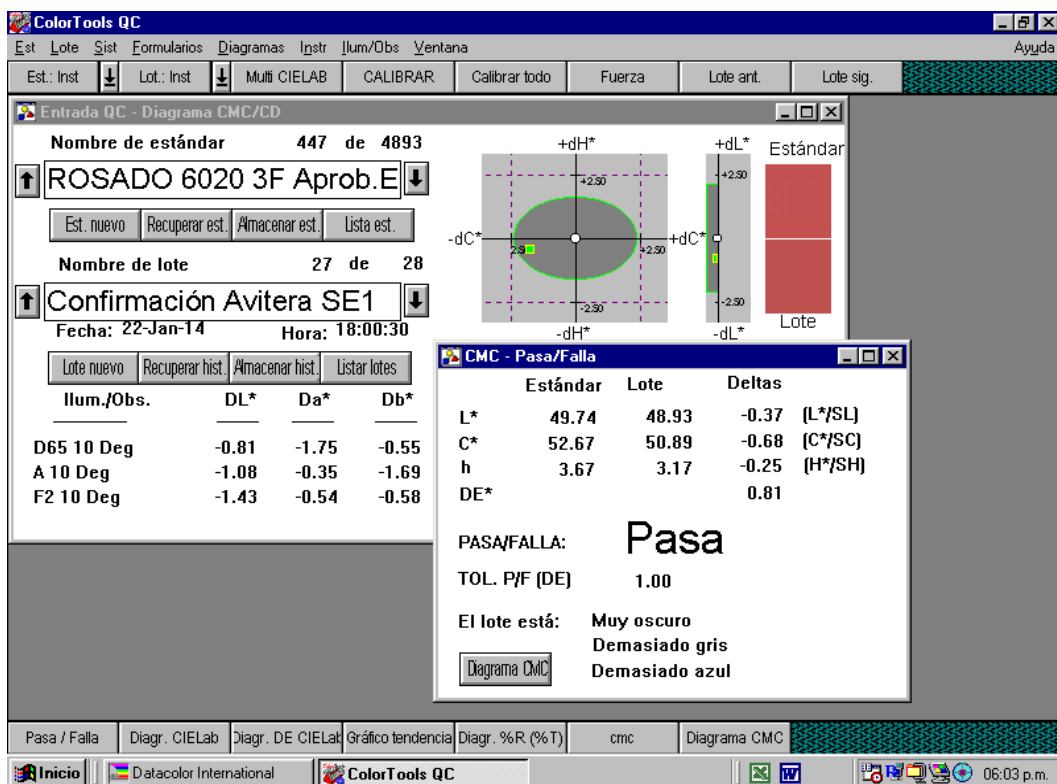 ColorTools QC
Est Lote Sist Formularios Diagramas Instr Ilum/Obs Ventana Ayuda
Est.: Inst Lot.: Inst Multi CIELAB CALIBRAR Calibrar todo Fuerza Lote ant. Lote sig.
Entrada QC - Diagrama CMC/CD
Nombre de estándar 447 de 4893
ROSADO 6020 3F Aprob.E
Est. nuevo Recuperar est. Almacenar est. Lista est.
Nombre de lote 27 de 28
Confirmación Avitera SE1
Fecha: 22-Jan-14 Hora: 18:00:30
Lote nuevo Recuperar hist. Almacenar hist. Listar lotes
Ilum./Obs. DL* Da* Db*
D65 10 Deg -0.81 -1.75 -0.55
A 10 Deg -1.08 -0.35 -1.69
F2 10 Deg -1.43 -0.54 -0.58
+dH* +dL* Estándar
+2.50 +2.50
-dC* +2.50 +dC*
-2.50 -2.50
-dH* -dL* Lote
CMC - Pasa/Falla
Estándar Lote Deltas
L* 49.74 48.93 -0.37 (L*/SL)
C* 52.67 50.89 -0.68 (C*/SC)
h 3.67 3.17 -0.25 (H*/SH)
DE* 0.81
PASA/FALLA: Pasa
TOL. P/F (DE) 1.00
El lote está: Muy oscuro
Demasiado gris
Demasiado azul
Diagrama CMC
Pasa / Falla Diagr. CIELab Diagr. DE CIELab Gráfico tendencia Diagr. %R (%T) cmc Diagrama CMC
Inicio Datacolor International ColorTools QC 06:03 p.m.